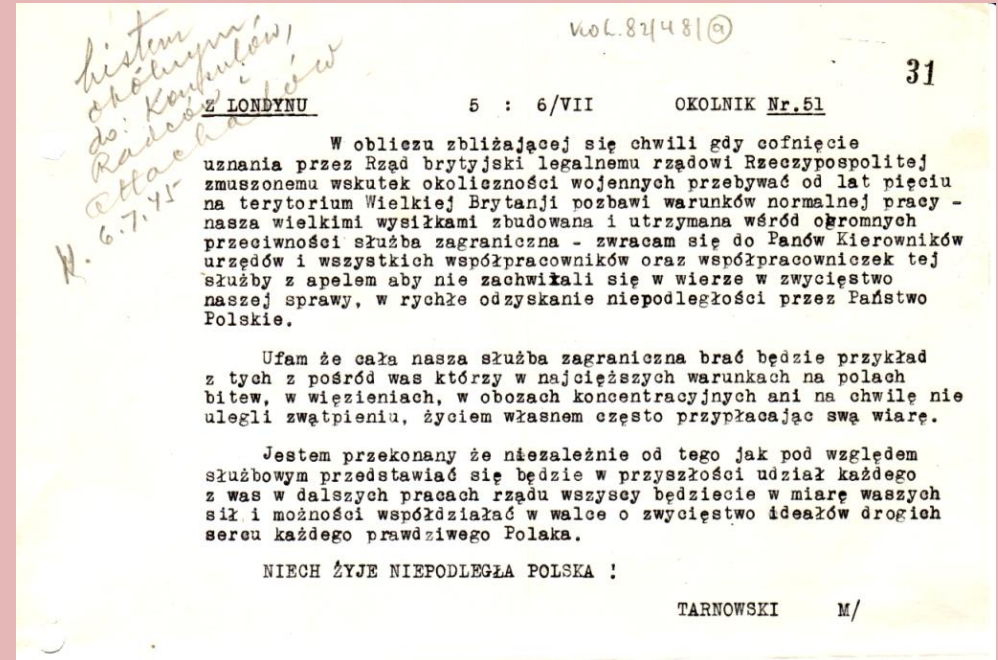 KOL. 82/48/(a)
31
Listem
okólnym
do: Konsulów,
Radców i
Attachatów
6.7.45
Z LONDYNU 5 : 6/VII OKOLNIK Nr.51
W obliczu zbliżającej się chwili gdy cofnięcie
uznania przez Rząd brytyjski legalnemu rządowi Rzeczypospolitej
zmuszonemu wskutek okoliczności wojennych przebywać od lat pięciu
na terytorium Wielkiej Brytanji pozbawi warunków normalnej pracy -
nasza wielkimi wysiłkami zbudowana i utrzymana wśród ogromnych
przeciwności służba zagraniczna - zwracam się do Panów Kierowników
urzędów i wszystkich współpracowników oraz współpracowniczek tej
służby z apelem aby nie zachwiali się w wierze w zwycięstwo
naszej sprawy, w rychłe odzyskanie niepodległości przez Państwo
Polskie.
Ufam że cała nasza służba zagraniczna brać będzie przykład
z tych z pośród was którzy w najcięższych warunkach na polach
bitew, w więzieniach, w obozach koncentracyjnych ani na chwilę nie
ulegli zwątpieniu, życiem własnem często przypłacając swą wiarę.
Jestem przekonany że niezależnie od tego jak pod względem
służbowym przedstawiać się będzie w przyszłości udział każdego
z was w dalszych pracach rządu wszyscy będziecie w miarę waszych
sił i możności współdziałać w walce o zwycięstwo ideałów drogich
sercu każdego prawdziwego Polaka.
NIECH ŻYJE NIEPODLEGŁA POLSKA !
TARNOWSKI M/